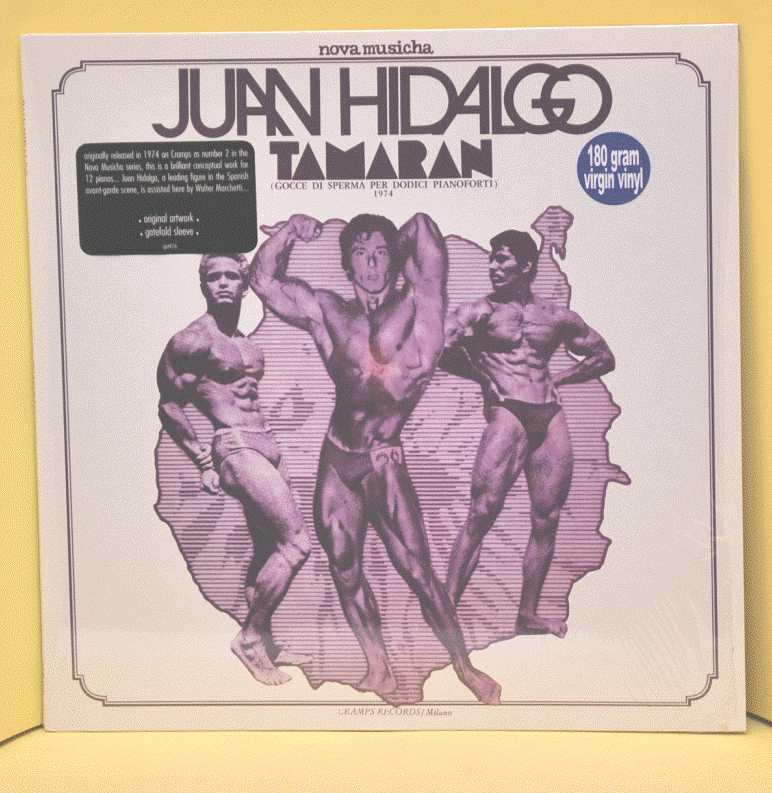 nova musicha
JUAN HIDALGO
TAMARAN
(GOCCE DI SPERMA PER DODICI PIANOFORTI)
1974
originally released in 1974 on Cramps as number 2 in the
Nova Musicha series, this is a brilliant conceptual work for
12 pianos... Juan Hidalgo, a leading figure in the Spanish
avant-garde scene, is assisted here by Walter Marchetti...
• original artwork •
• gatefold sleeve •
180 gram
virgin vinyl
CRAMPS RECORDS/Milano